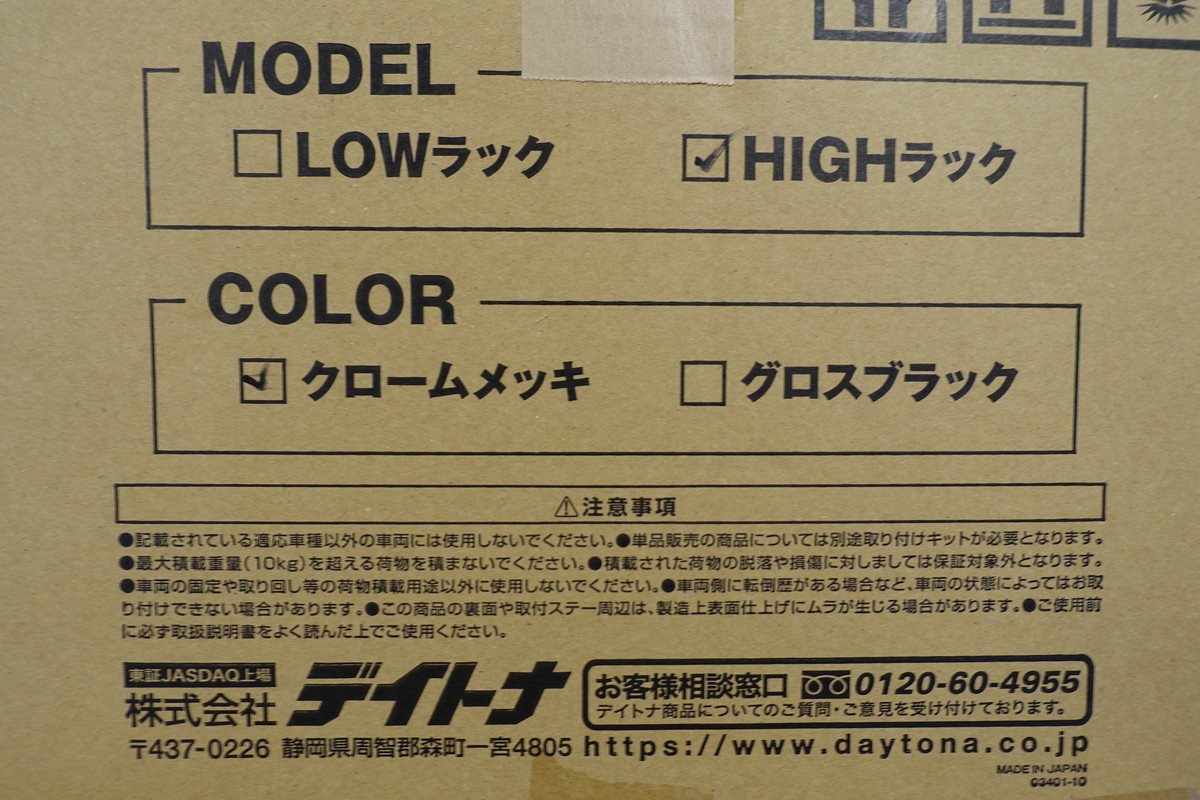 MODEL
LOWラック HIGHラック
COLOR
クロームメッキ グロスブラック
⚠注意事項
●記載されている適応車種以外の車両には使用しないでください。●単品販売の商品については別途取り付けキットが必要となります。
●最大積載重量(10kg)を超える荷物を積まないでください。●積載された荷物の脱落や損傷に対しましては保証対象外となります。
●車両の固定や取り回し等の荷物積載用途以外に使用しないでください。●車両側に転倒歴がある場合など、車両の状態によってはお取
り付けできない場合があります。●この商品の裏面や取付ステー周辺は、製造上表面仕上げにムラが生じる場合があります。●ご使用前
に必ず取扱説明書をよく読んだ上でご使用ください。
東証JASDAQ上場
株式会社 デイトナ
お客様相談窓口 0120-60-4955
デイトナ商品についてのご質問・ご意見を受け付けております。
〒437-0226 静岡県周智郡森町一宮4805 https://www.daytona.co.jp
MADE IN JAPAN
03401-10